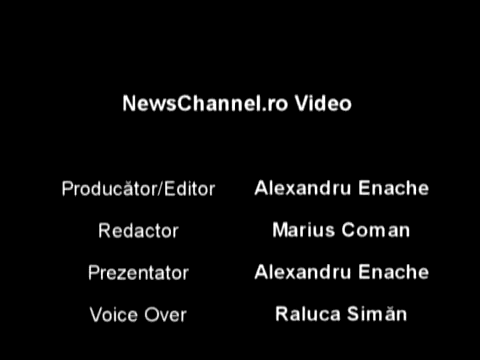 NewsChannel.ro Video
Producător/Editor Alexandru Enache
Redactor Marius Coman
Prezentator Alexandru Enache
Voice Over Raluca Simăn